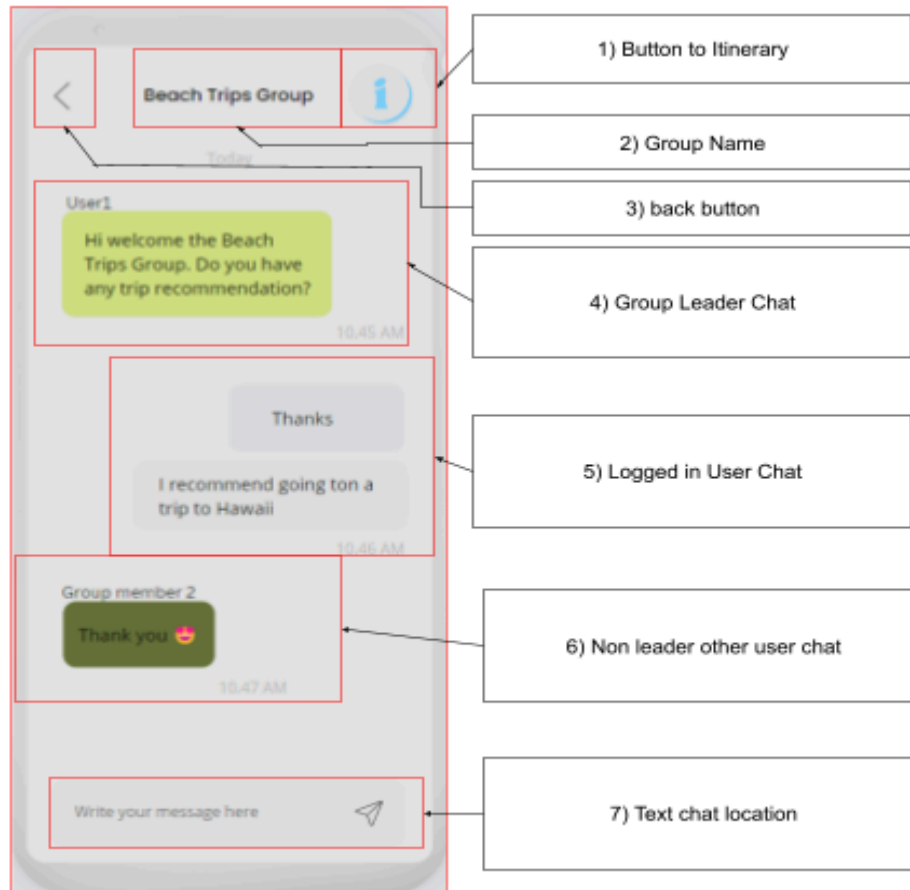 Beach Trips Group
i
1) Button to Itinerary
2) Group Name
Today
3) back button
User1
Hi welcome the Beach
Trips Group. Do you have
any trip recommendation?
10.45 AM
4) Group Leader Chat
Thanks
I recommend going ton a
trip to Hawaii
10.46 AM
5) Logged in User Chat
Group member 2
Thank you 😍
10.47 AM
6) Non leader other user chat
Write your message here
7) Text chat location